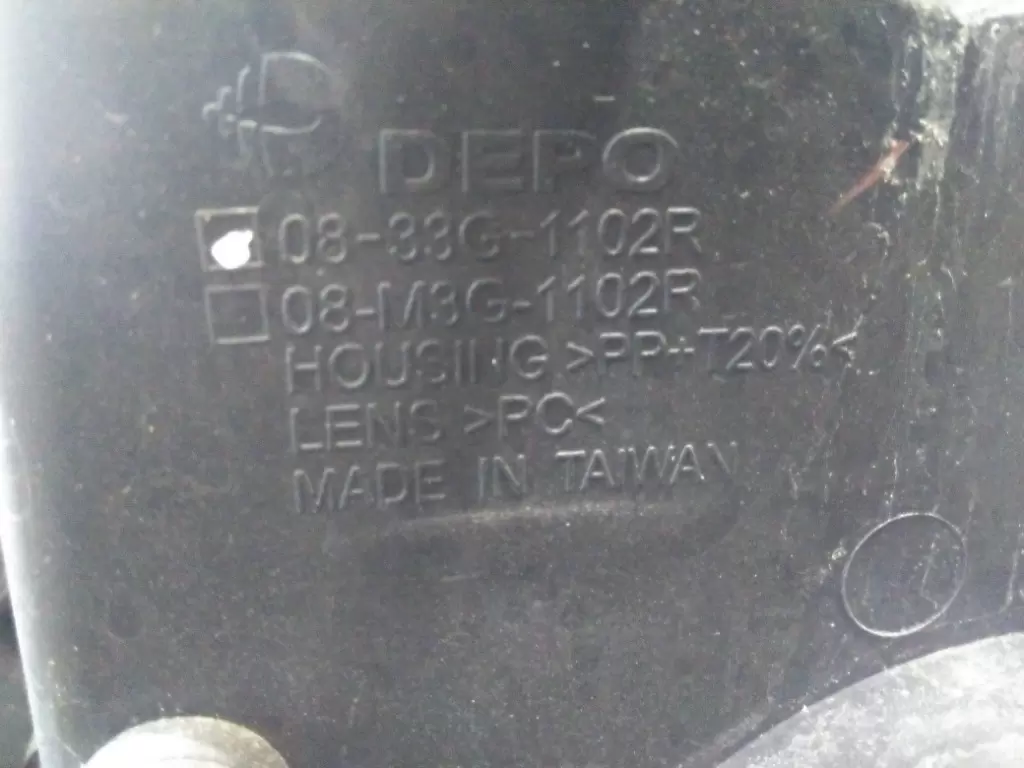 DEPO
08-33G-1102R
08-M3G-1102R
HOUSING >PP+T20%<
LENS >PC<
MADE IN TAIWAN